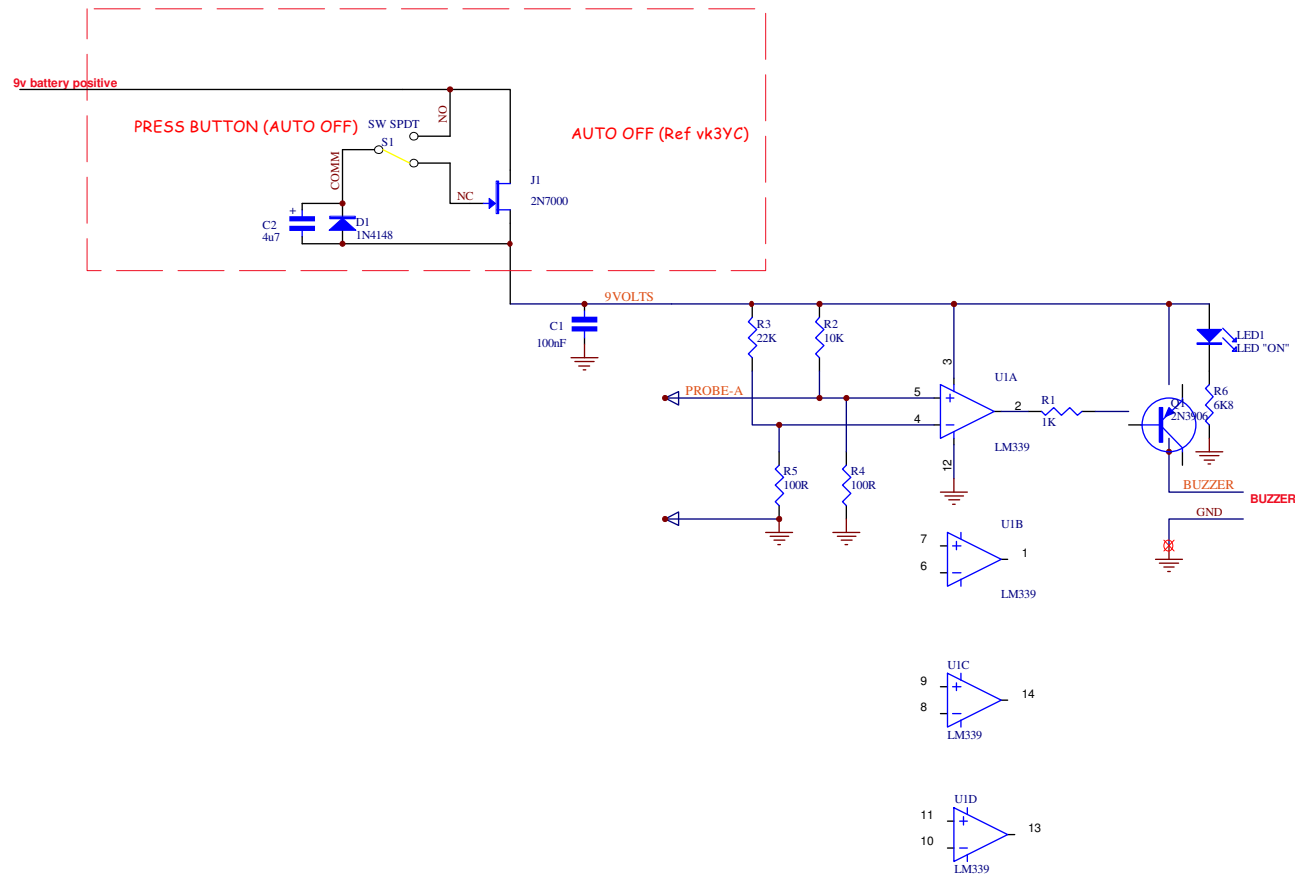 9v battery positive
PRESS BUTTON (AUTO OFF)
SW SPDT
S1
NO
AUTO OFF (Ref vk3YC)
COMM
NC
J1
2N7000
+
C2
4u7
D1
1N4148
9VOLTS
C1
100nF
R3
22K
R2
10K
LED1
LED "ON"
PROBE-A
5
4
3
12
+
−
U1A
LM339
2
R1
1K
Q1
2N3906
R6
6K8
R5
100R
R4
100R
BUZZER
BUZZER
GND
U1B
7
6
+
−
1
LM339
U1C
9
8
+
−
14
LM339
U1D
11
10
+
−
13
LM339